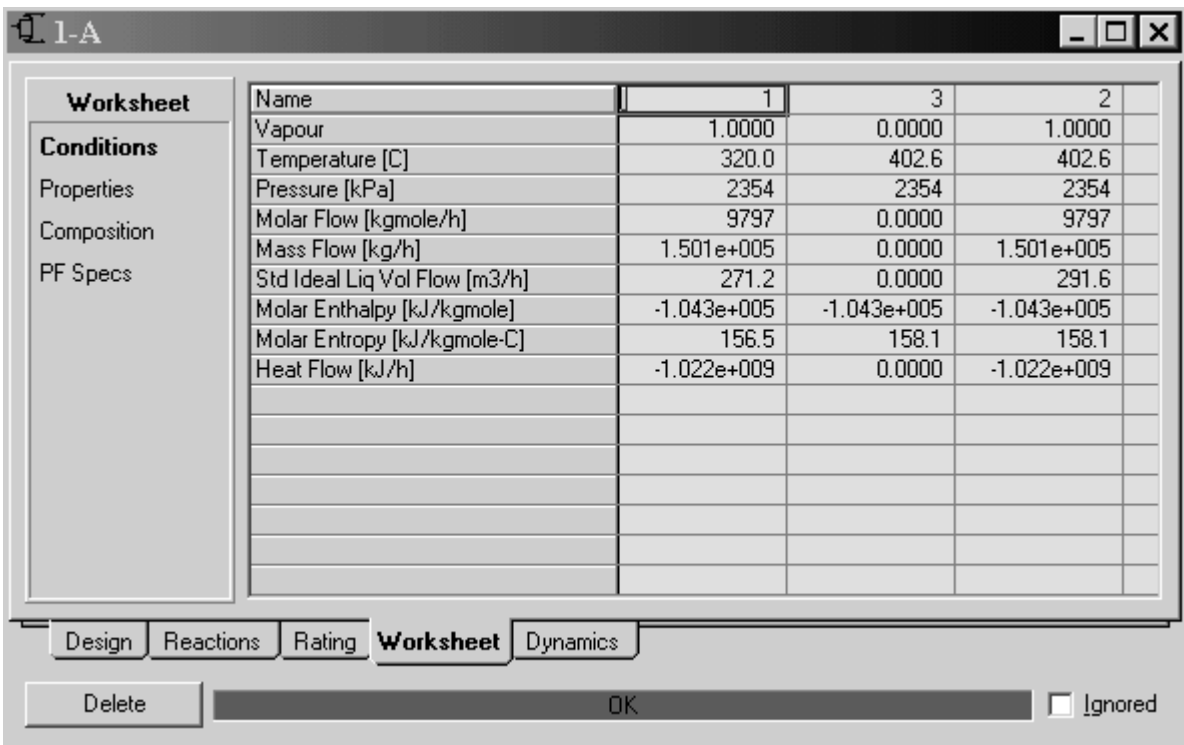 1-A
Worksheet
Conditions
Properties
Composition
PF Specs
Name 1 3 2
Vapour 1.0000 0.0000 1.0000
Temperature [C] 320.0 402.6 402.6
Pressure [kPa] 2354 2354 2354
Molar Flow [kgmole/h] 9797 0.0000 9797
Mass Flow [kg/h] 1.501e+005 0.0000 1.501e+005
Std Ideal Liq Vol Flow [m3/h] 271.2 0.0000 291.6
Molar Enthalpy [kJ/kgmole] -1.043e+005 -1.043e+005 -1.043e+005
Molar Entropy [kJ/kgmole-C] 156.5 158.1 158.1
Heat Flow [kJ/h] -1.022e+009 0.0000 -1.022e+009
Design Reactions Rating Worksheet Dynamics
Delete OK Ignored